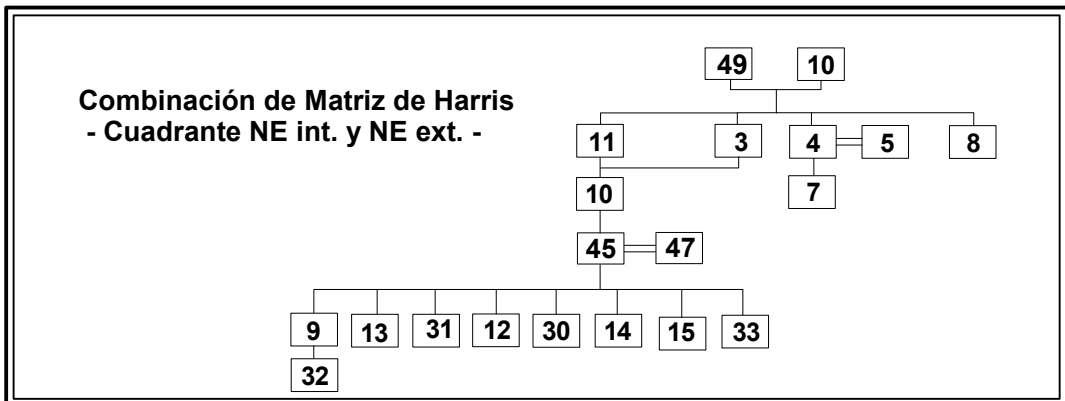 49 10
Combinación de Matriz de Harris
- Cuadrante NE int. y NE ext. -
11 3 4 5 8
10 7
45 47
9 13 31 12 30 14 15 33
32